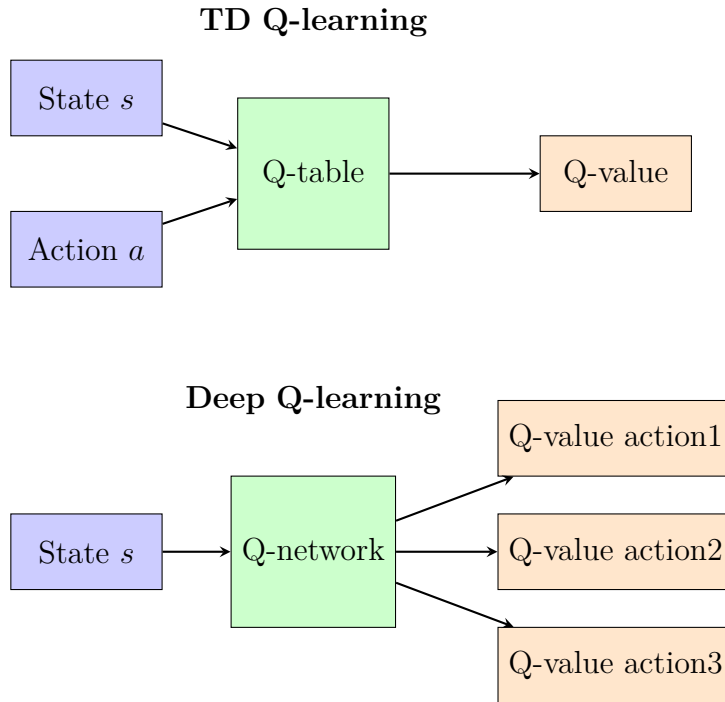 TD Q-learning
State s
Action a
Q-table
Q-value
Deep Q-learning
State s
Q-network
Q-value action1
Q-value action2
Q-value action3